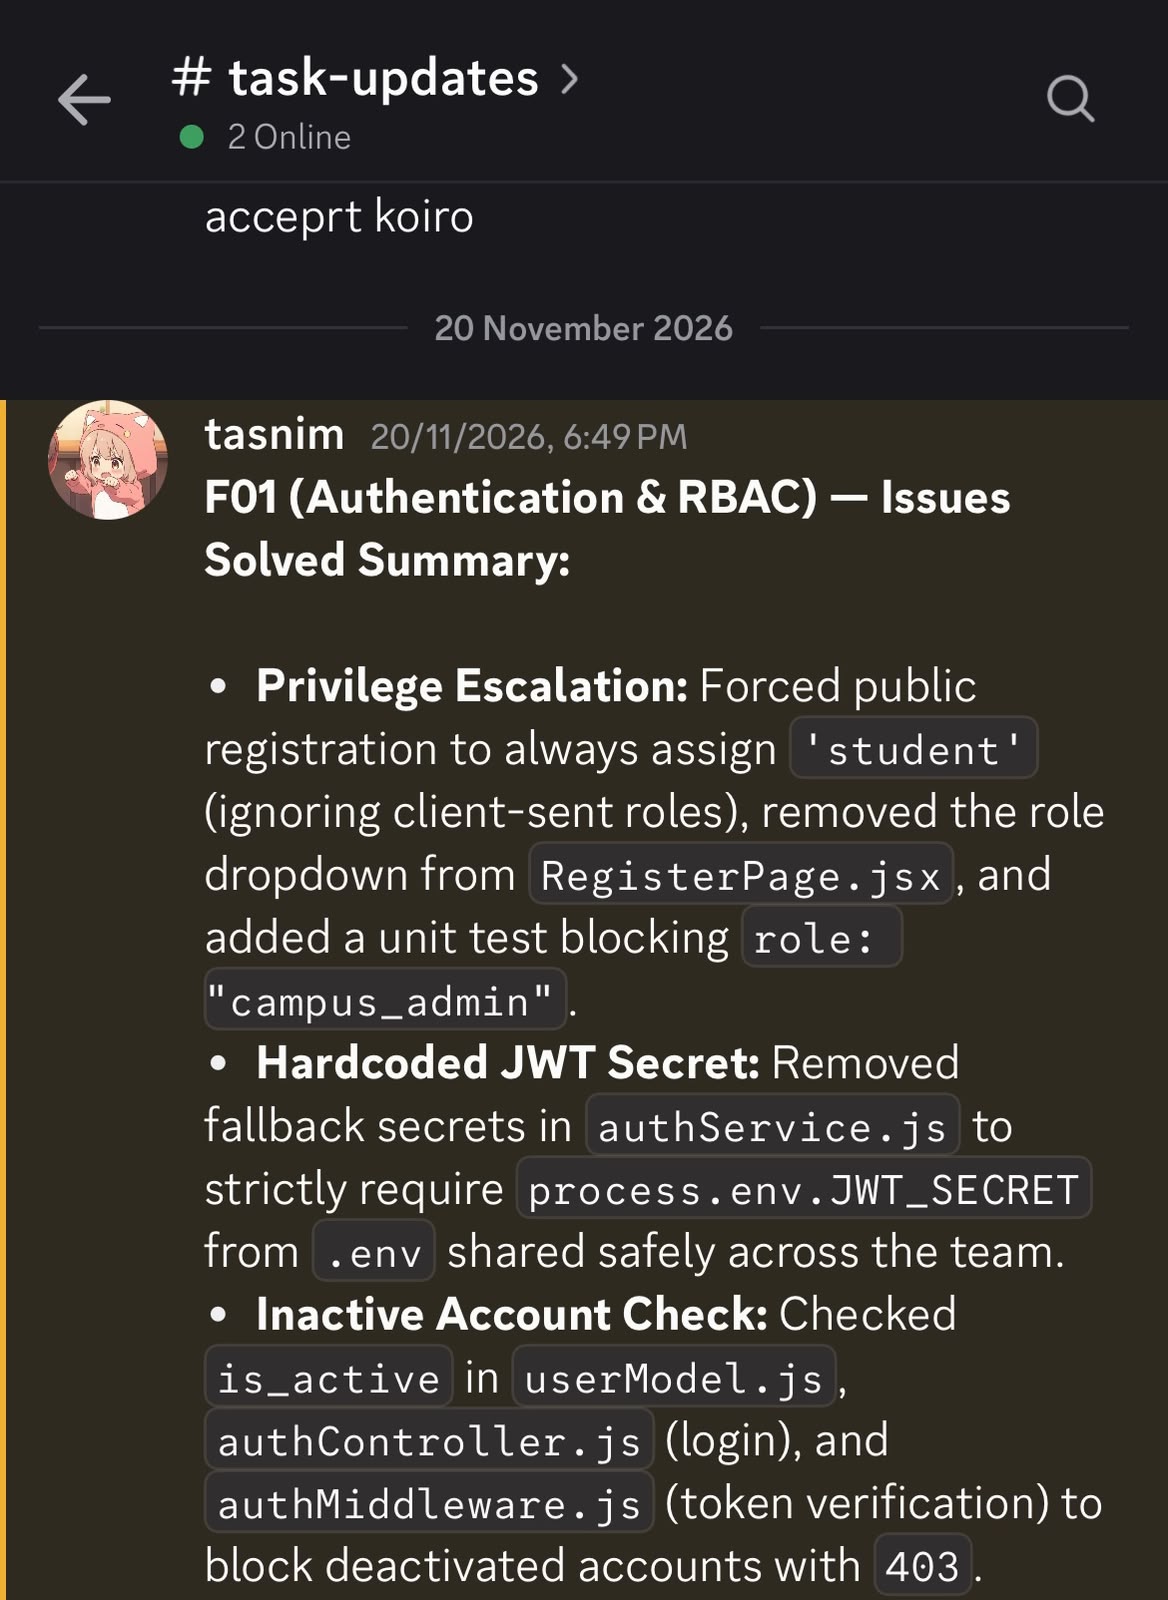 # task-updates
2 Online
acceprt koiro
20 November 2026
tasnim 20/11/2026, 6:49 PM
F01 (Authentication & RBAC) — Issues
Solved Summary:
• Privilege Escalation: Forced public
registration to always assign 'student'
(ignoring client-sent roles), removed the role
dropdown from RegisterPage.jsx, and
added a unit test blocking role:
"campus_admin".
• Hardcoded JWT Secret: Removed
fallback secrets in authService.js to
strictly require process.env.JWT_SECRET
from .env shared safely across the team.
• Inactive Account Check: Checked
is_active in userModel.js,
authController.js (login), and
authMiddleware.js (token verification) to
block deactivated accounts with 403.